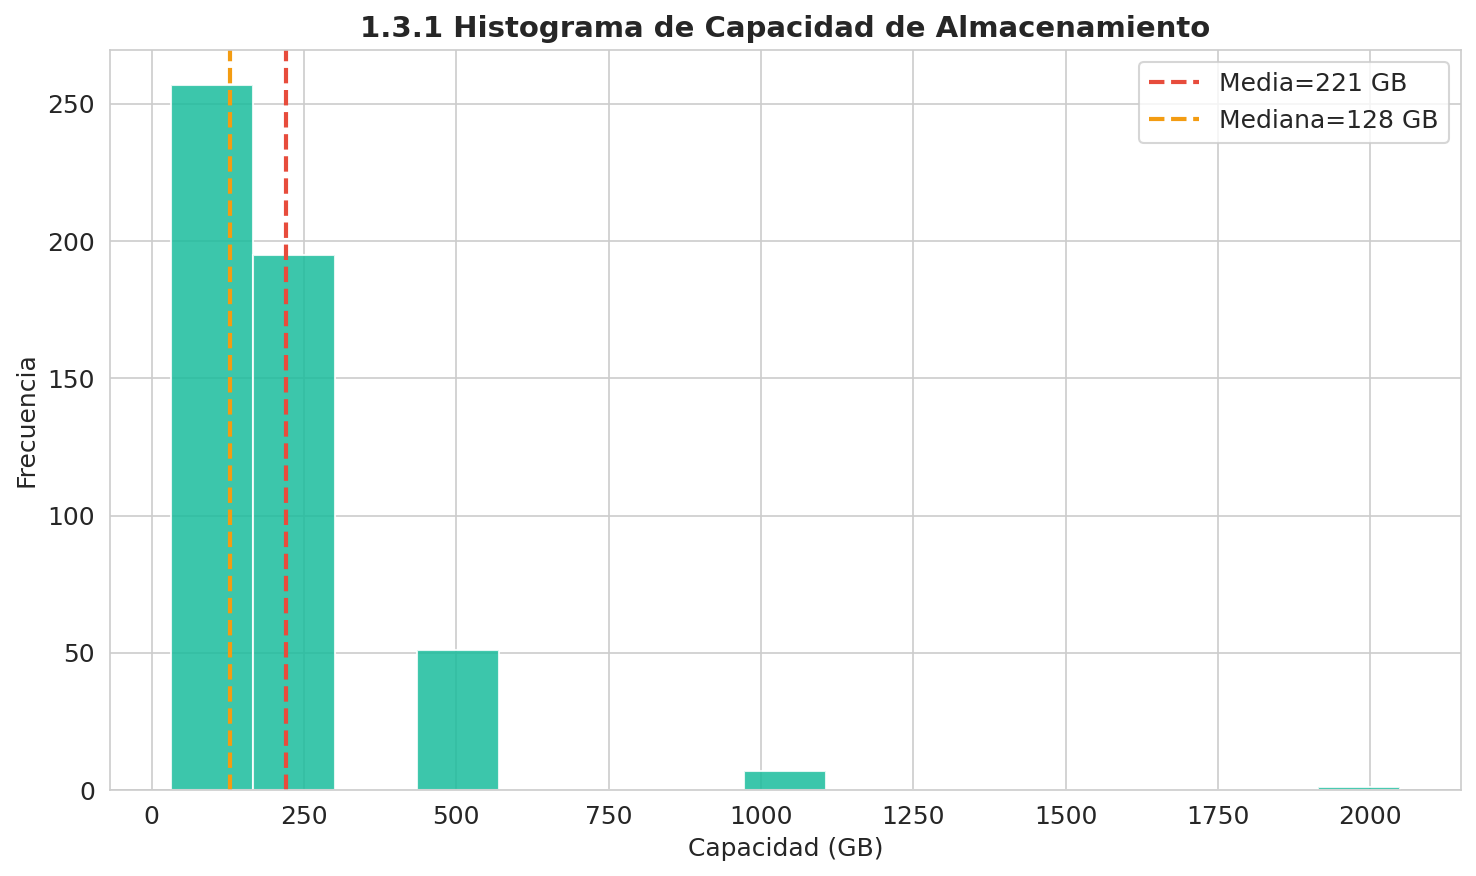 1.3.1 Histograma de Capacidad de Almacenamiento
Media=221 GB
Mediana=128 GB
Frecuencia
250
200
150
100
50
0
0 250 500 750 1000 1250 1500 1750 2000
Capacidad (GB)